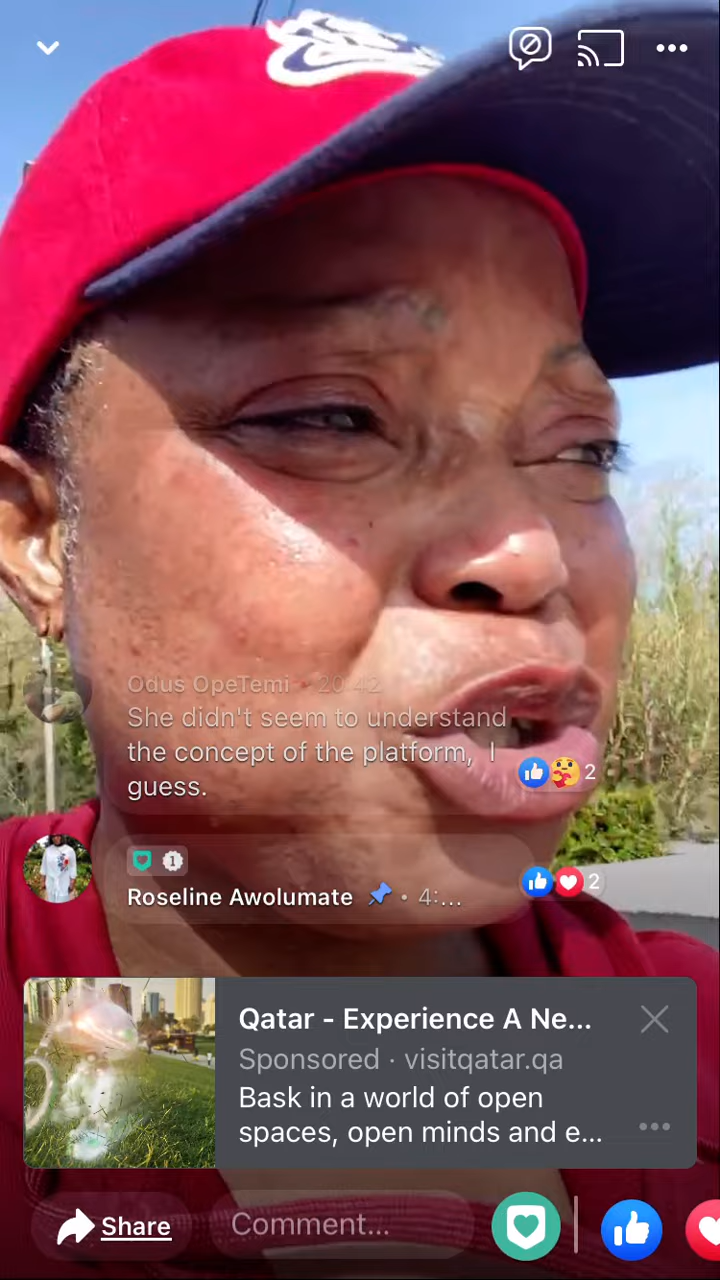 Odus OpeTemi • 20:42
She didn't seem to understand
the concept of the platform, I
guess.
2
1
Roseline Awolumate • 4:...
2
Qatar - Experience A Ne...
Sponsored · visitqatar.qa
Bask in a world of open
spaces, open minds and e...
Share
Comment...